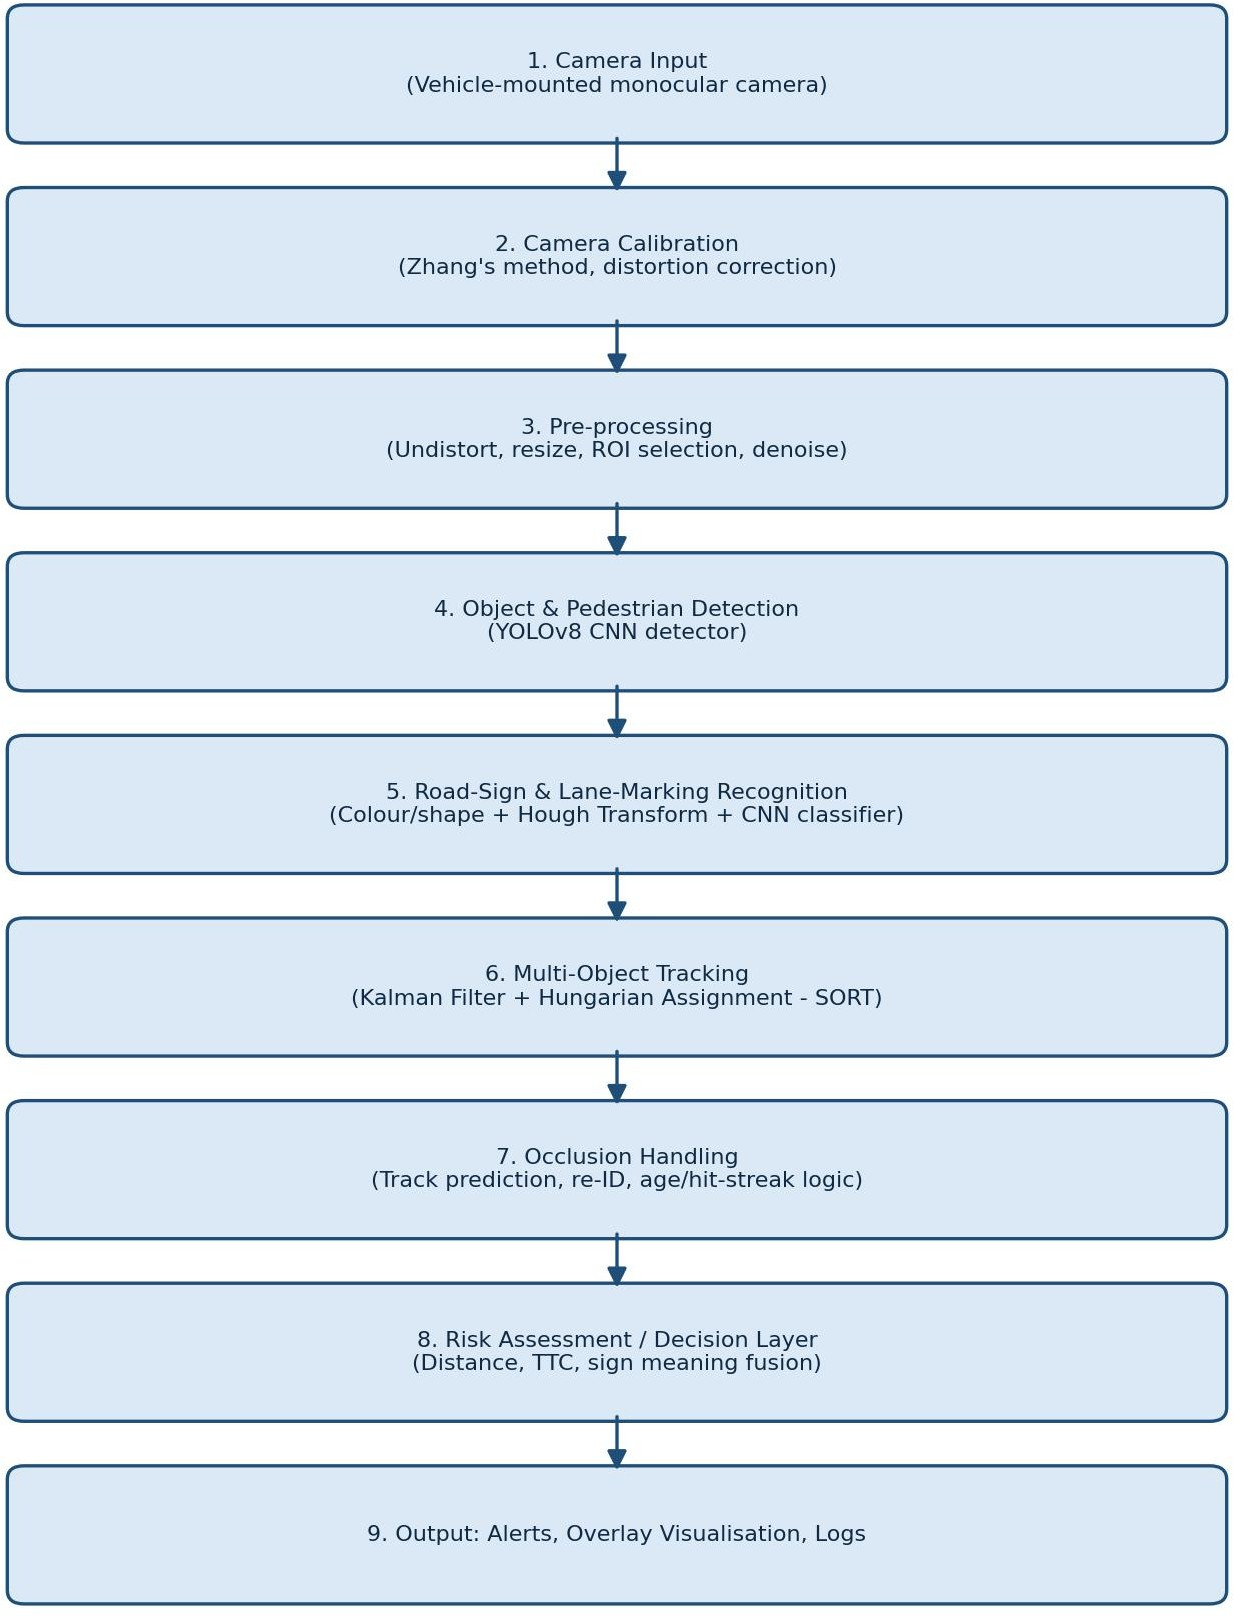 1. Camera Input
(Vehicle-mounted monocular camera)
2. Camera Calibration
(Zhang's method, distortion correction)
3. Pre-processing
(Undistort, resize, ROI selection, denoise)
4. Object & Pedestrian Detection
(YOLOv8 CNN detector)
5. Road-Sign & Lane-Marking Recognition
(Colour/shape + Hough Transform + CNN classifier)
6. Multi-Object Tracking
(Kalman Filter + Hungarian Assignment - SORT)
7. Occlusion Handling
(Track prediction, re-ID, age/hit-streak logic)
8. Risk Assessment / Decision Layer
(Distance, TTC, sign meaning fusion)
9. Output: Alerts, Overlay Visualisation, Logs